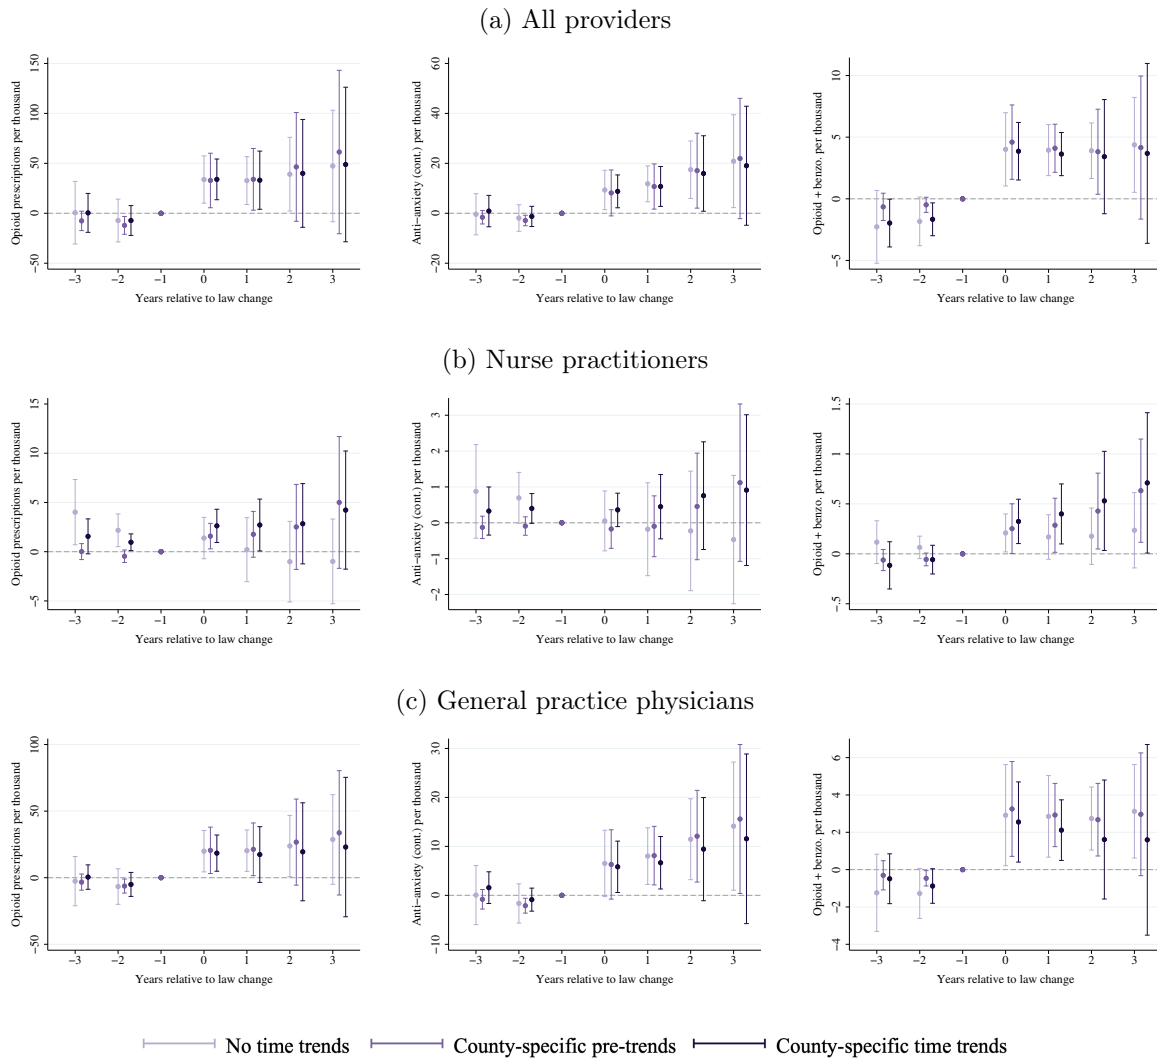 (a) All providers
Opioid prescriptions per thousand
150
100
50
0
−50
−3 −2 −1 0 1 2 3
Years relative to law change
Anti−anxiety (cont.) per thousand
60
40
20
0
−20
−3 −2 −1 0 1 2 3
Years relative to law change
Opioid + benzo. per thousand
10
5
0
−5
−3 −2 −1 0 1 2 3
Years relative to law change
(b) Nurse practitioners
Opioid prescriptions per thousand
15
10
5
0
−5
−3 −2 −1 0 1 2 3
Years relative to law change
Anti−anxiety (cont.) per thousand
3
2
1
0
−1
−2
−3 −2 −1 0 1 2 3
Years relative to law change
Opioid + benzo. per thousand
1.5
1
.5
0
−.5
−3 −2 −1 0 1 2 3
Years relative to law change
(c) General practice physicians
Opioid prescriptions per thousand
100
50
0
−50
−3 −2 −1 0 1 2 3
Years relative to law change
Anti−anxiety (cont.) per thousand
30
20
10
0
−10
−3 −2 −1 0 1 2 3
Years relative to law change
Opioid + benzo. per thousand
6
4
2
0
−2
−4
−3 −2 −1 0 1 2 3
Years relative to law change
No time trends County-specific pre-trends County-specific time trends